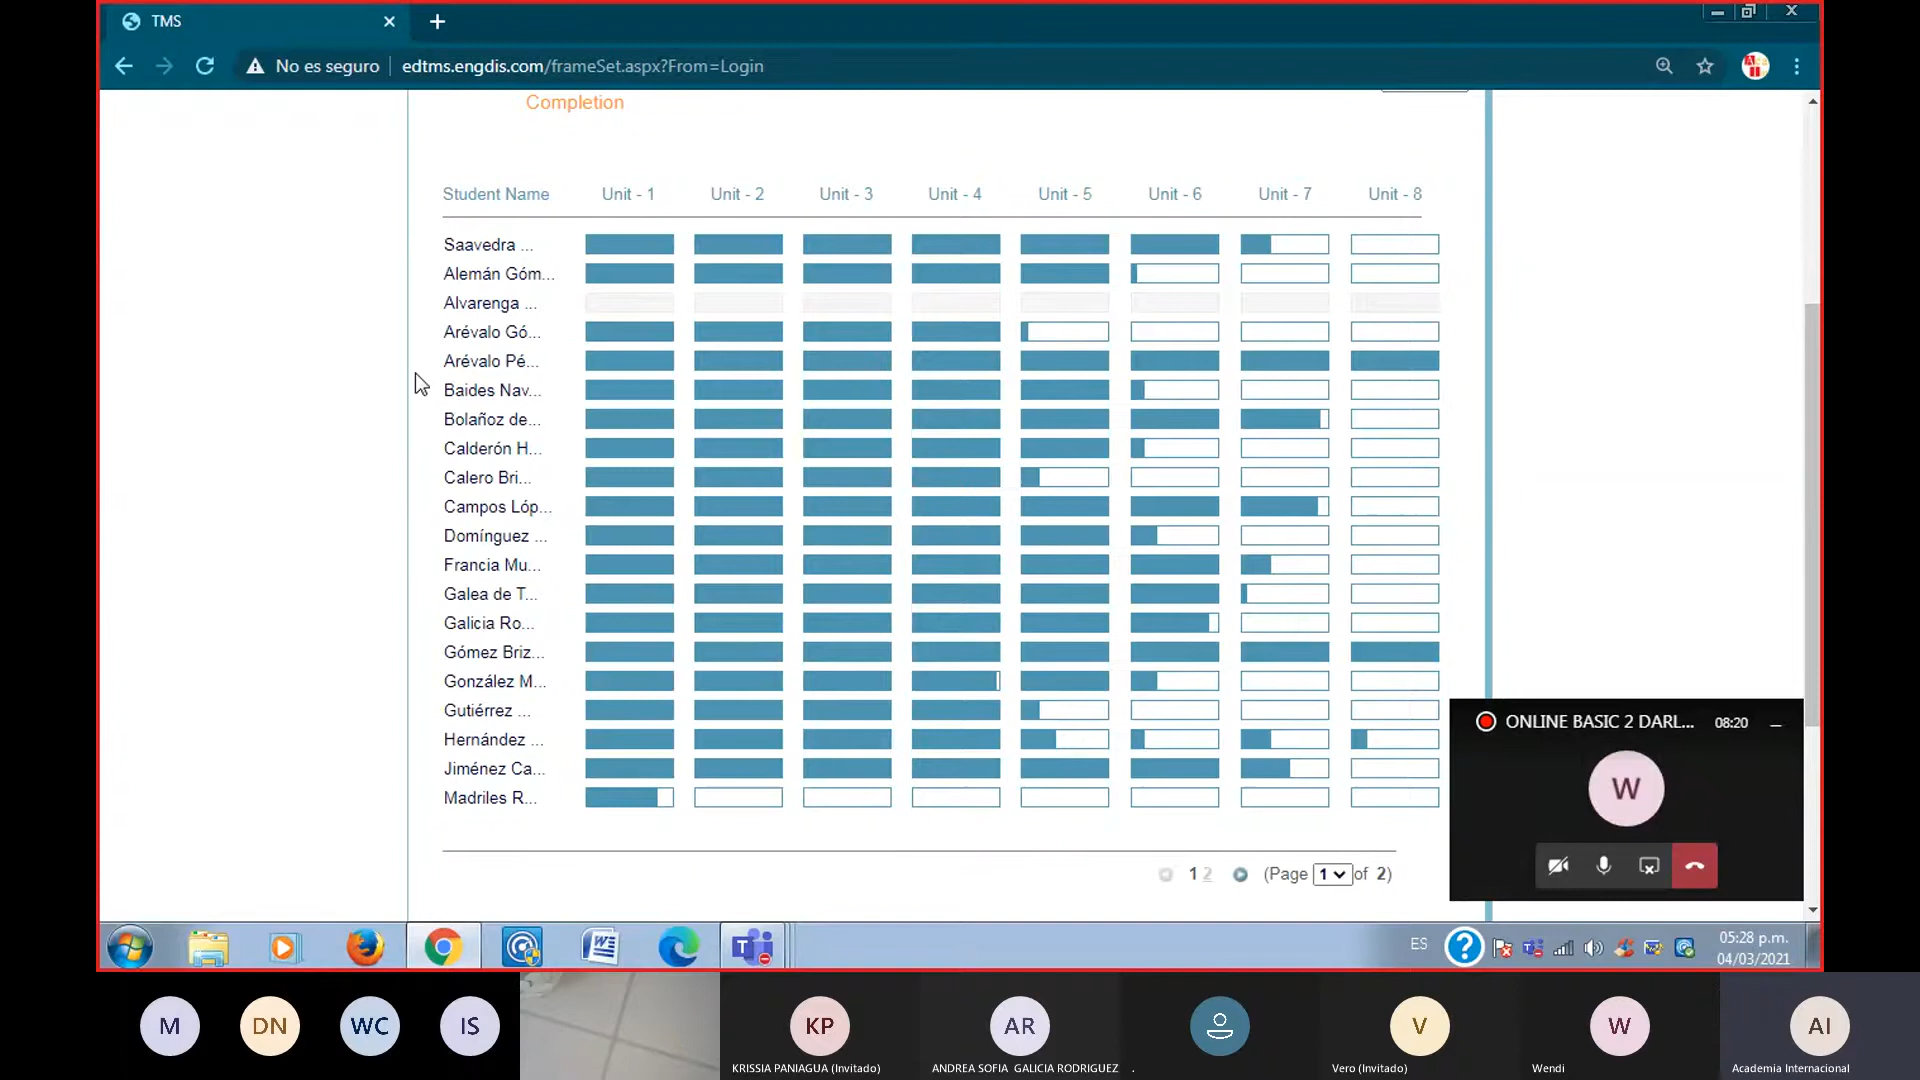 TMS
No es seguro edtms.engdis.com/frameSet.aspx?From=Login
Completion
Student Name Unit - 1 Unit - 2 Unit - 3 Unit - 4 Unit - 5 Unit - 6 Unit - 7 Unit - 8
Saavedra ...
Alemán Góm...
Alvarenga ...
Arévalo Gó...
Arévalo Pé...
Baides Nav...
Bolañoz de...
Calderón H...
Calero Bri...
Campos Lóp...
Domínguez ...
Francia Mu...
Galea de T...
Galicia Ro...
Gómez Briz...
González M...
Gutiérrez ...
Hernández ...
Jiménez Ca...
Madriles R...
ONLINE BASIC 2 DARL... 08:20
W
1 2 (Page 1 of 2)
ES 05:28 p.m.
04/03/2021
M DN WC IS KP AR V W AI
KRISSIA PANIAGUA (Invitado) ANDREA SOFIA GALICIA RODRIGUEZ . Vero (Invitado) Wendi Academia Internacional